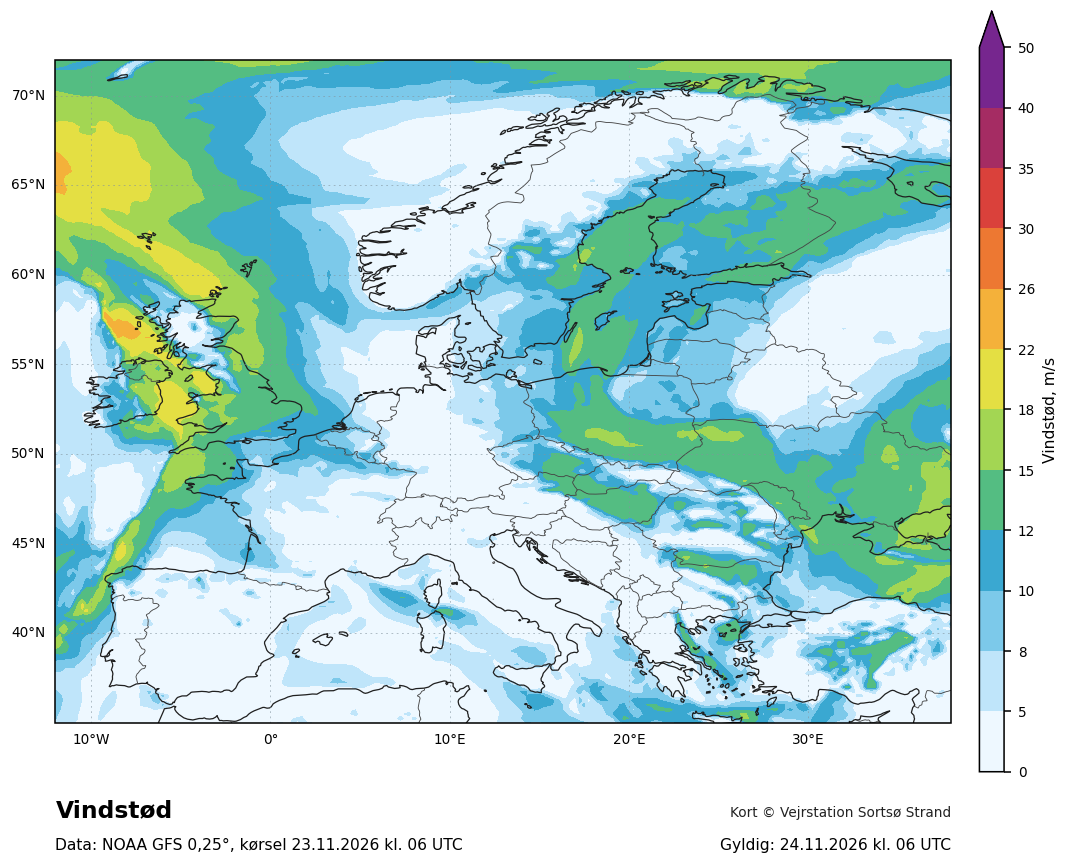 50
40
35
30
26
22
18
15
12
10
8
5
0
Vindstød, m/s
70°N
65°N
60°N
55°N
50°N
45°N
40°N
10°W
0°
10°E
20°E
30°E
Vindstød
Kort © Vejrstation Sortsø Strand
Data: NOAA GFS 0,25°, kørsel 23.11.2026 kl. 06 UTC
Gyldig: 24.11.2026 kl. 06 UTC